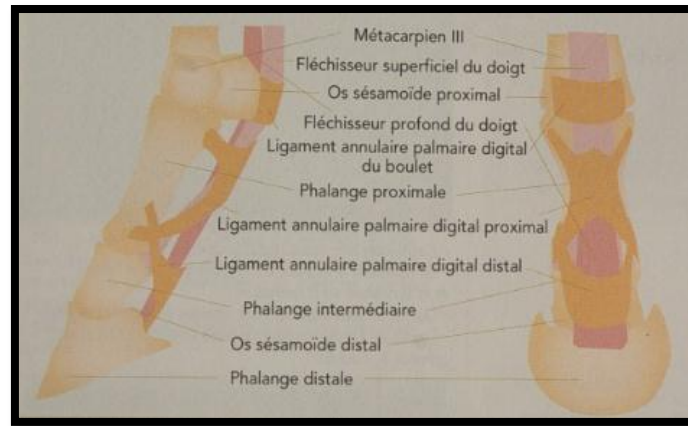 Métacarpien III
Fléchisseur superficiel du doigt
Os sésamoïde proximal
Fléchisseur profond du doigt
Ligament annulaire palmaire digital
du boulet
Phalange proximale
Ligament annulaire palmaire digital proximal
Ligament annulaire palmaire digital distal
Phalange intermédiaire
Os sésamoïde distal
Phalange distale